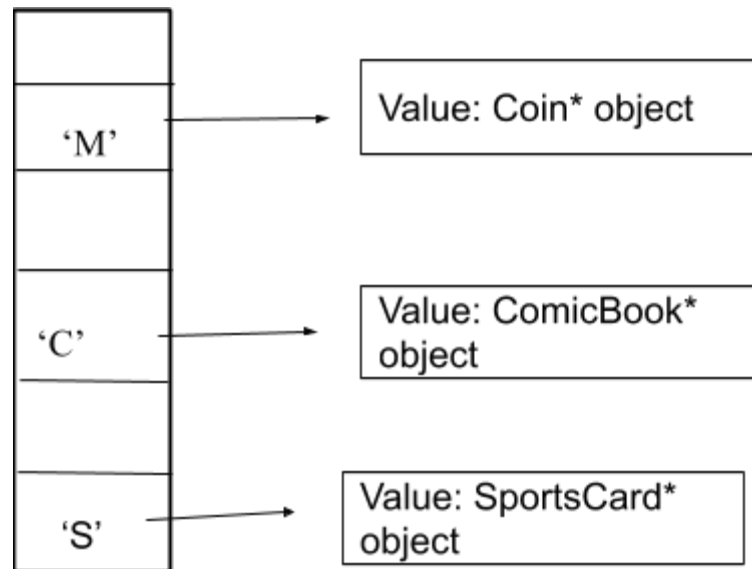 ‘M’
Value: Coin* object
‘C’
Value: ComicBook*
object
‘S’
Value: SportsCard*
object